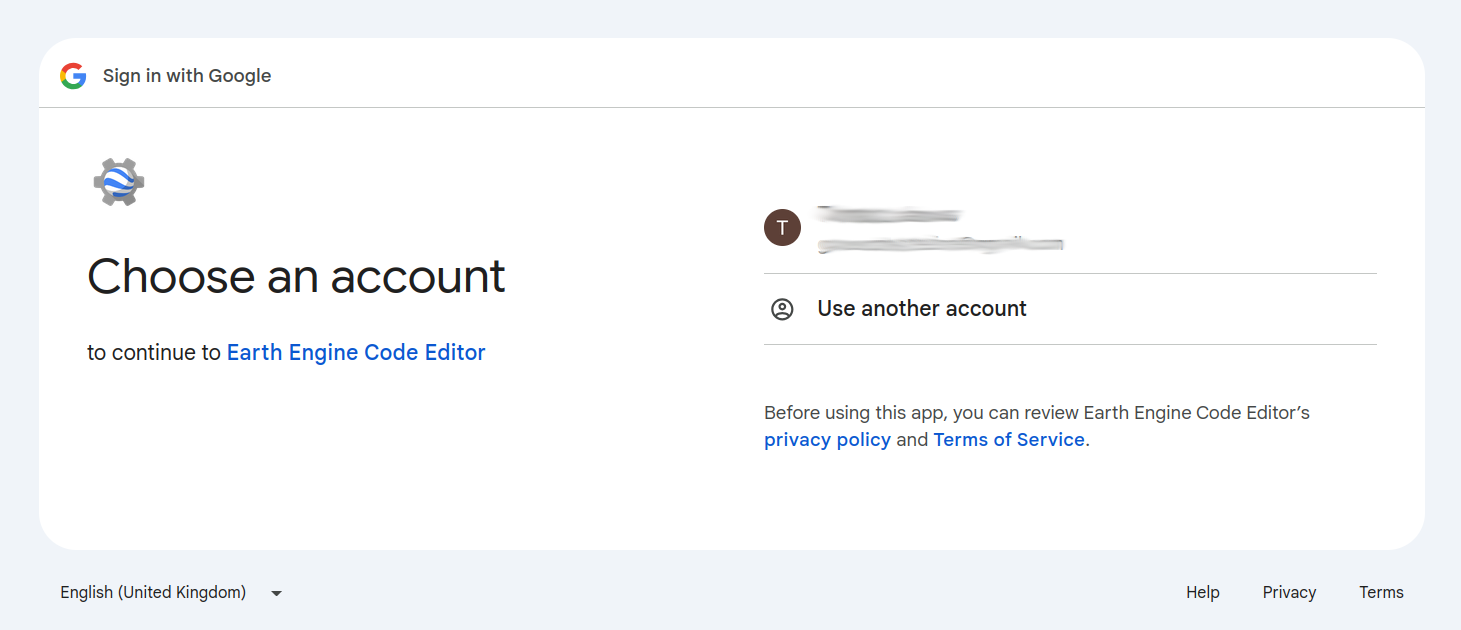 Sign in with Google
Choose an account
to continue to Earth Engine Code Editor
T
Use another account
Before using this app, you can review Earth Engine Code Editor’s
privacy policy and Terms of Service.
English (United Kingdom)
Help Privacy Terms